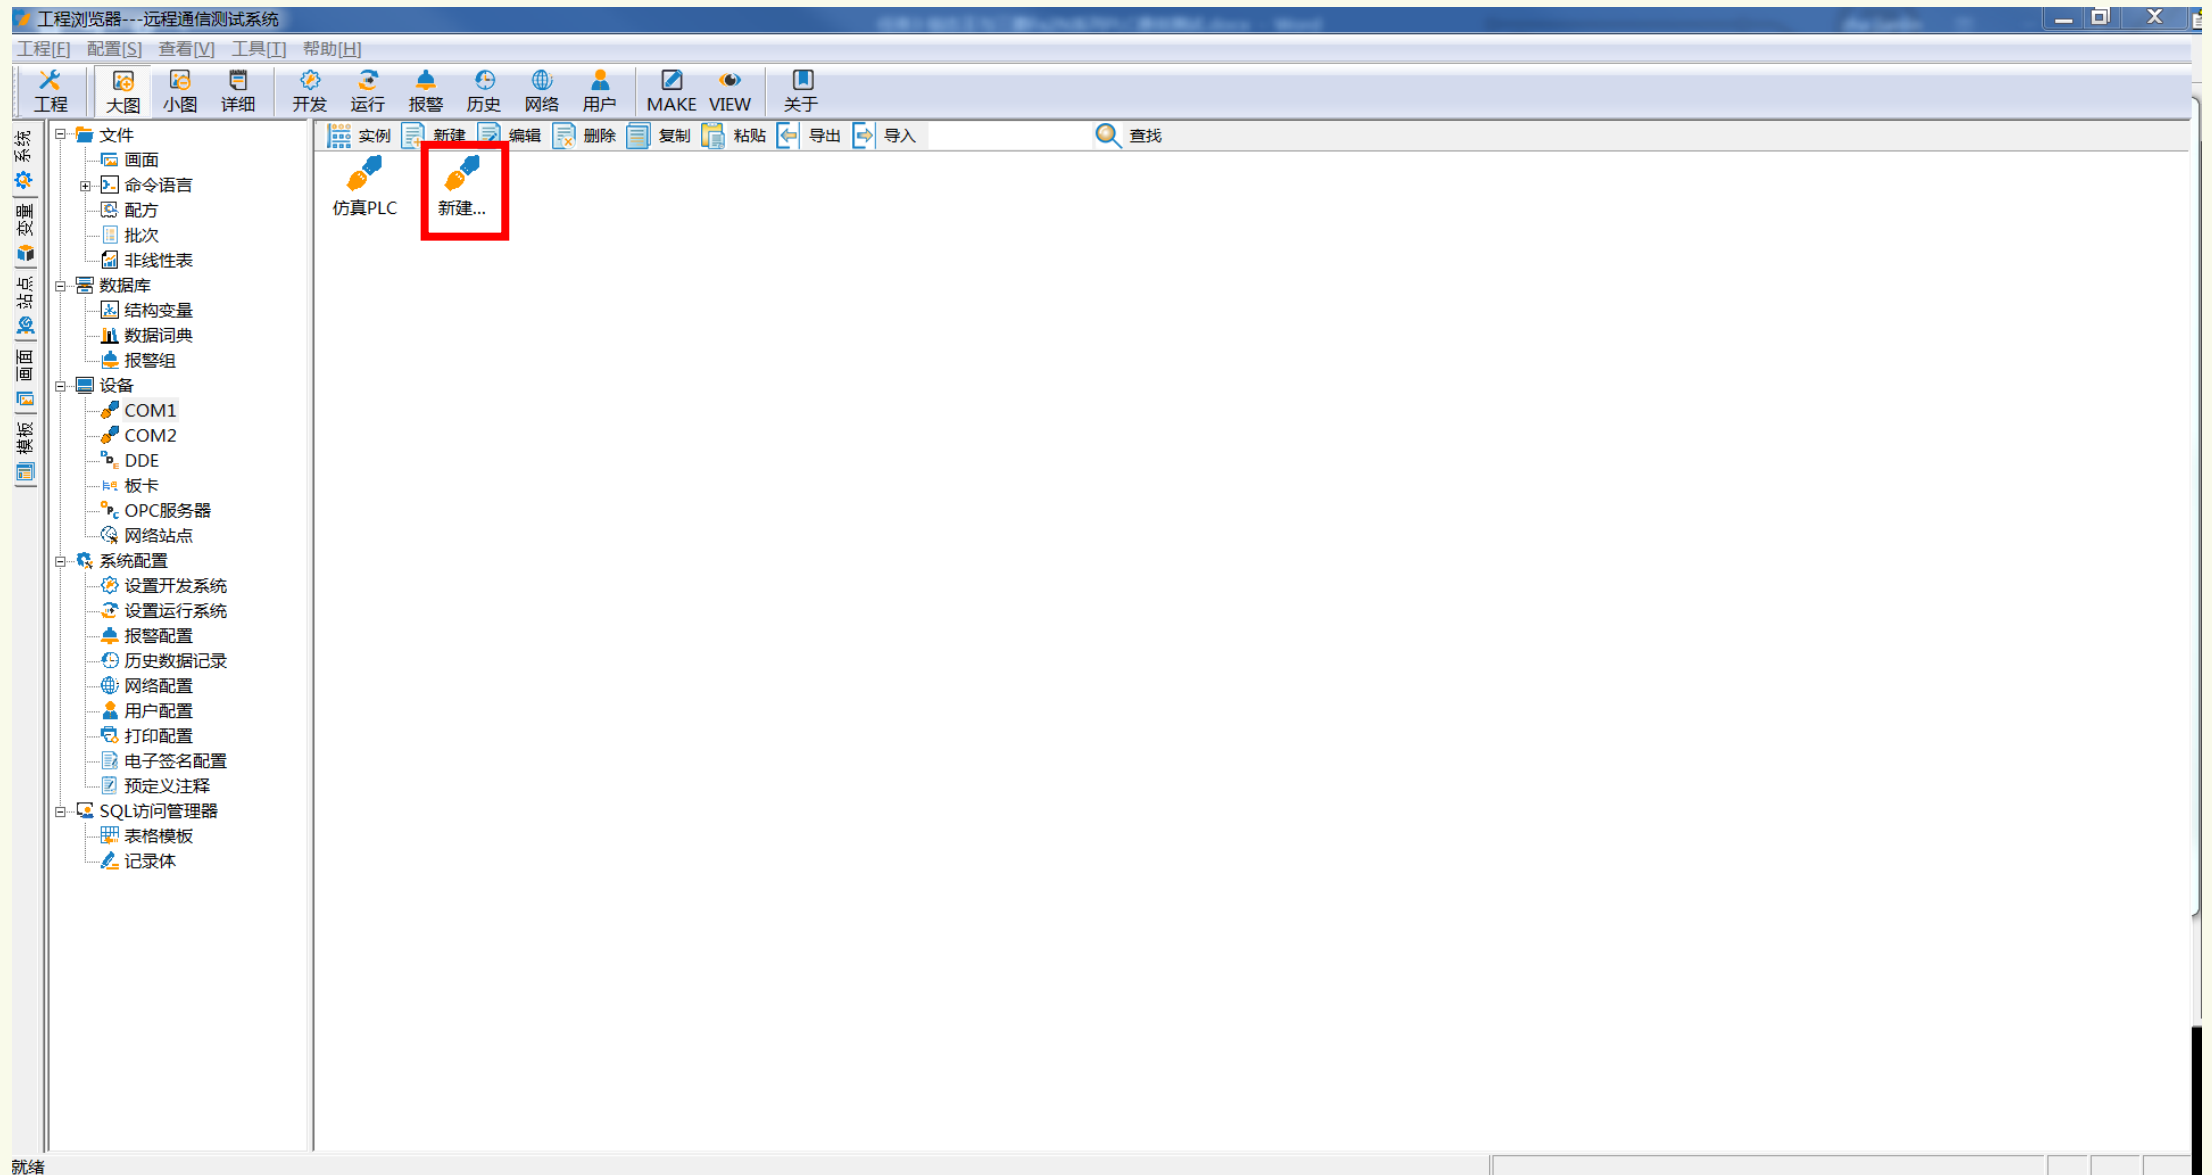 工程浏览器---远程通信测试系统
工程[F] 配置[S] 查看[V] 工具[T] 帮助[H]
工程 大图 小图 详细 开发 运行 报警 历史 网络 用户 MAKE VIEW 关于
实例 新建 编辑 删除 复制 粘贴 导出 导入 查找
系统
变量
站点
画面
模板
文件
画面
命令语言
配方
批次
非线性表
数据库
结构变量
数据词典
报警组
设备
COM1
COM2
DDE
板卡
OPC服务器
网络站点
系统配置
设置开发系统
设置运行系统
报警配置
历史数据记录
网络配置
用户配置
打印配置
电子签名配置
预定义注释
SQL访问管理器
表格模板
记录体
仿真PLC 新建...
就绪